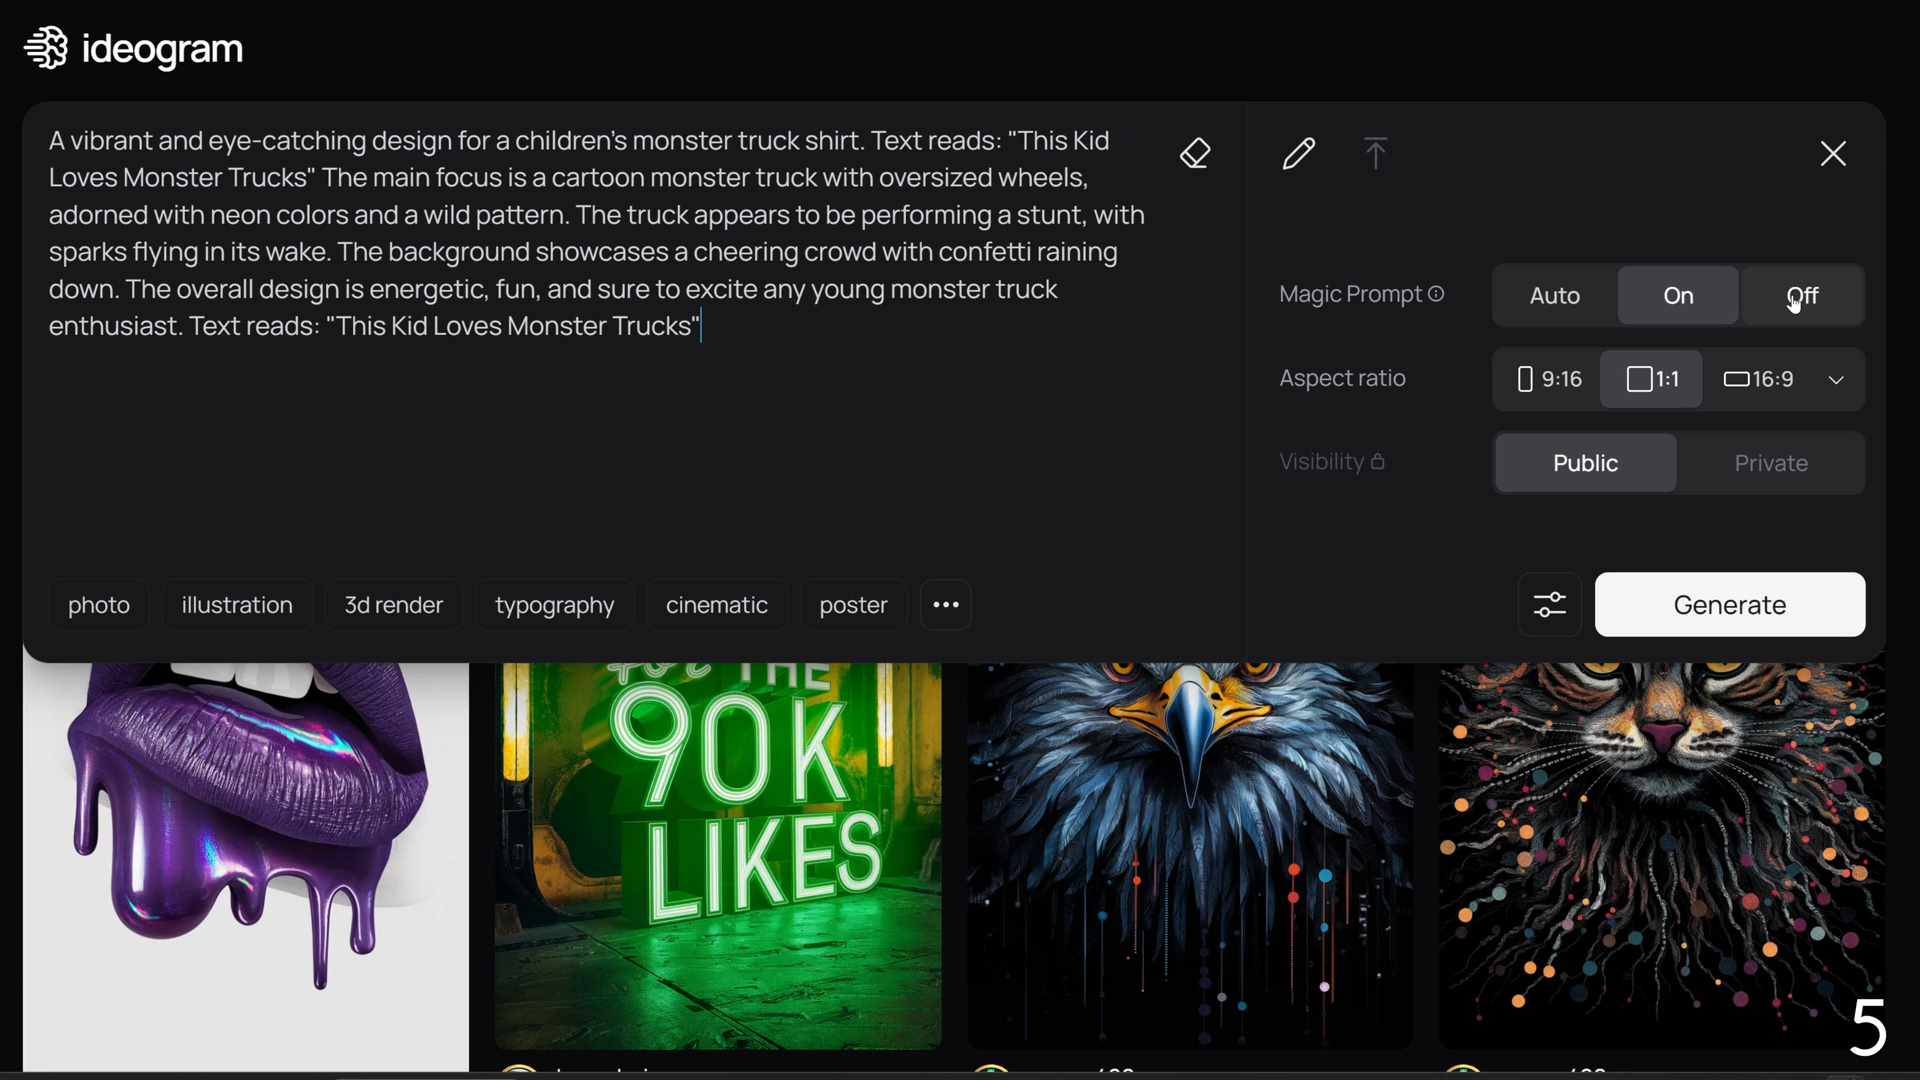 ideogram
A vibrant and eye-catching design for a children's monster truck shirt. Text reads: "This Kid
Loves Monster Trucks" The main focus is a cartoon monster truck with oversized wheels,
adorned with neon colors and a wild pattern. The truck appears to be performing a stunt, with
sparks flying in its wake. The background showcases a cheering crowd with confetti raining
down. The overall design is energetic, fun, and sure to excite any young monster truck
enthusiast. Text reads: "This Kid Loves Monster Trucks"
Magic Prompt Auto On Off
Aspect ratio 9:16 1:1 16:9
Visibility Public Private
photo illustration 3d render typography cinematic poster •••
Generate
for THE
90K
LIKES
5